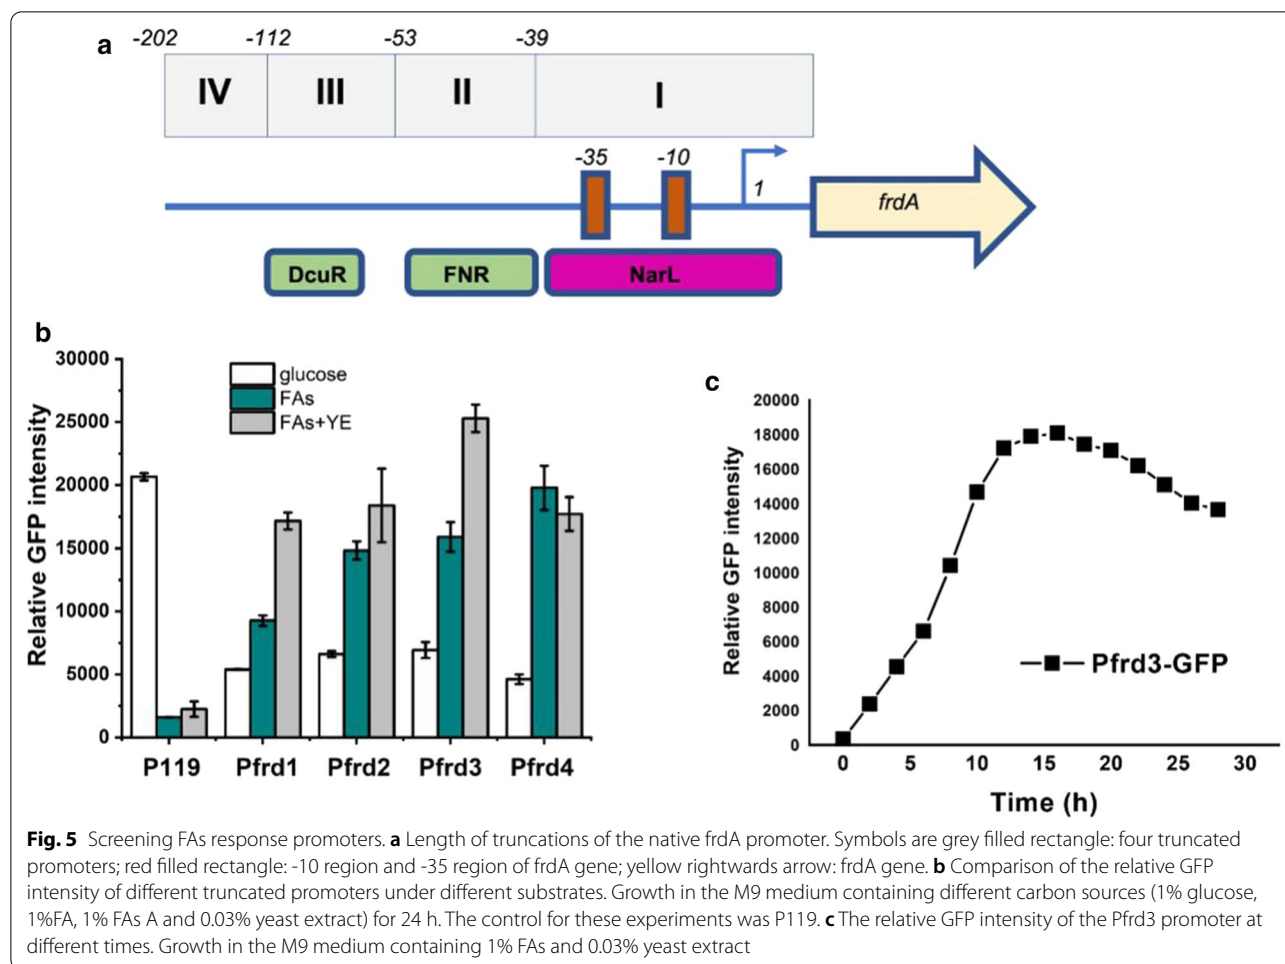 a
-202 -112 -53 -39
IV III II I
-35 -10
1
frdA
DcuR FNR NarL
b
Relative GFP intensity
30000
25000
20000
15000
10000
5000
0
glucose
FAs
FAs+YE
P119 Pfrd1 Pfrd2 Pfrd3 Pfrd4
c
Relative GFP intensity
20000
18000
16000
14000
12000
10000
8000
6000
4000
2000
0
Pfrd3-GFP
0 5 10 15 20 25 30
Time (h)
Fig. 5 Screening FAs response promoters. a Length of truncations of the native frdA promoter. Symbols are grey filled rectangle: four truncated
promoters; red filled rectangle: -10 region and -35 region of frdA gene; yellow rightwards arrow: frdA gene. b Comparison of the relative GFP
intensity of different truncated promoters under different substrates. Growth in the M9 medium containing different carbon sources (1% glucose,
1%FA, 1% FAs A and 0.03% yeast extract) for 24 h. The control for these experiments was P119. c The relative GFP intensity of the Pfrd3 promoter at
different times. Growth in the M9 medium containing 1% FAs and 0.03% yeast extract